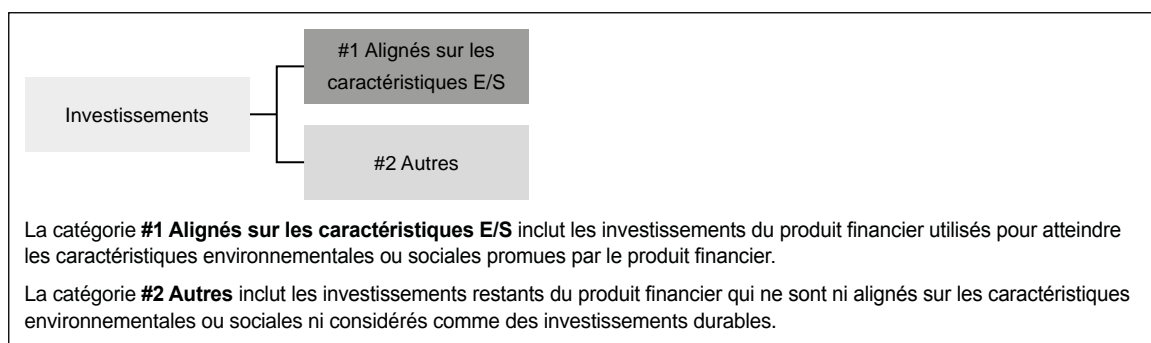 #1 Alignés sur les
caractéristiques E/S
Investissements
#2 Autres
La catégorie #1 Alignés sur les caractéristiques E/S inclut les investissements du produit financier utilisés pour atteindre
les caractéristiques environnementales ou sociales promues par le produit financier.
La catégorie #2 Autres inclut les investissements restants du produit financier qui ne sont ni alignés sur les caractéristiques
environnementales ou sociales ni considérés comme des investissements durables.